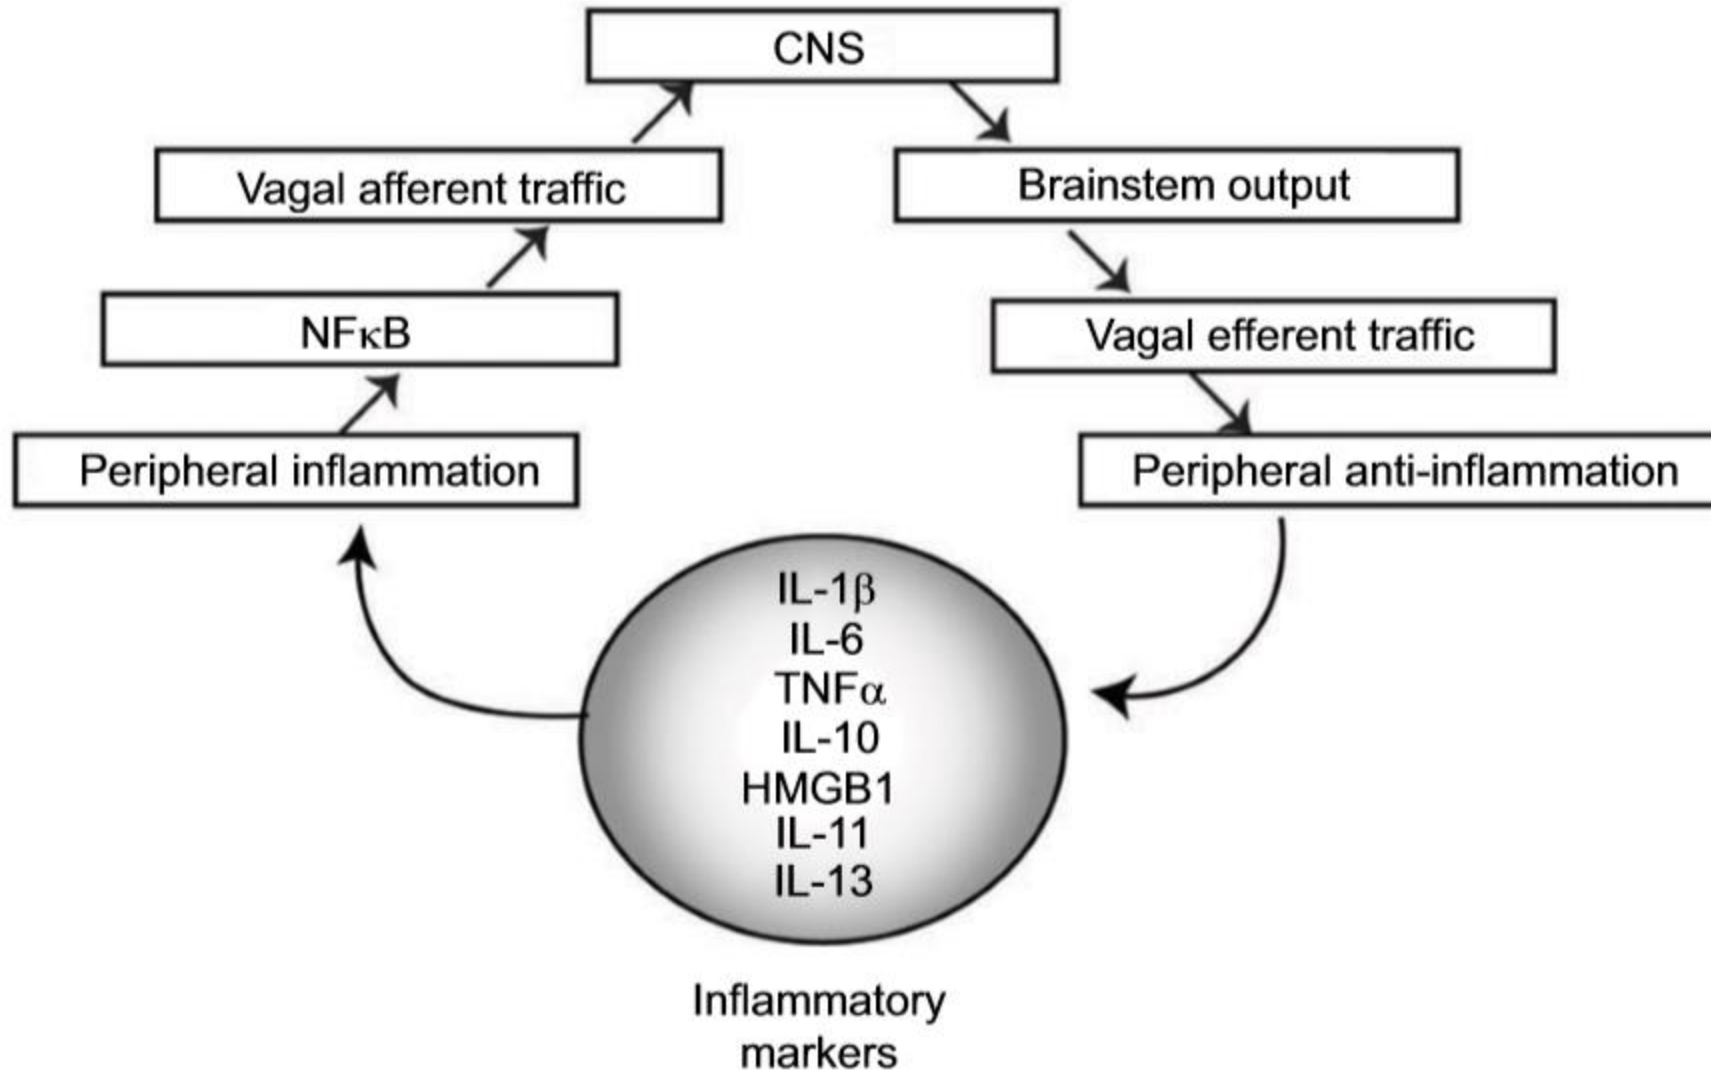 CNS
Vagal afferent traffic
Brainstem output
NFκB
Vagal efferent traffic
Peripheral inflammation
Peripheral anti-inflammation
IL-1β
IL-6
TNFα
IL-10
HMGB1
IL-11
IL-13
Inflammatory
markers